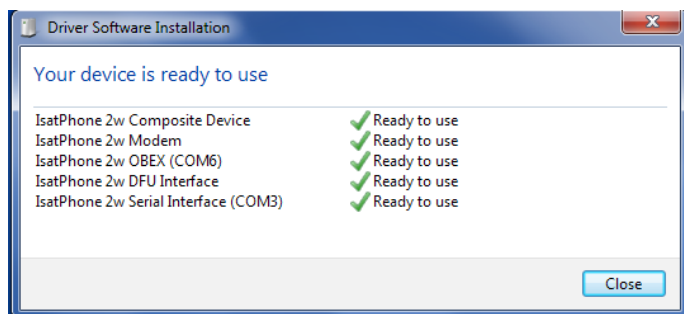 Driver Software Installation
Your device is ready to use
IsatPhone 2w Composite Device Ready to use
IsatPhone 2w Modem Ready to use
IsatPhone 2w OBEX (COM6) Ready to use
IsatPhone 2w DFU Interface Ready to use
IsatPhone 2w Serial Interface (COM3) Ready to use
Close